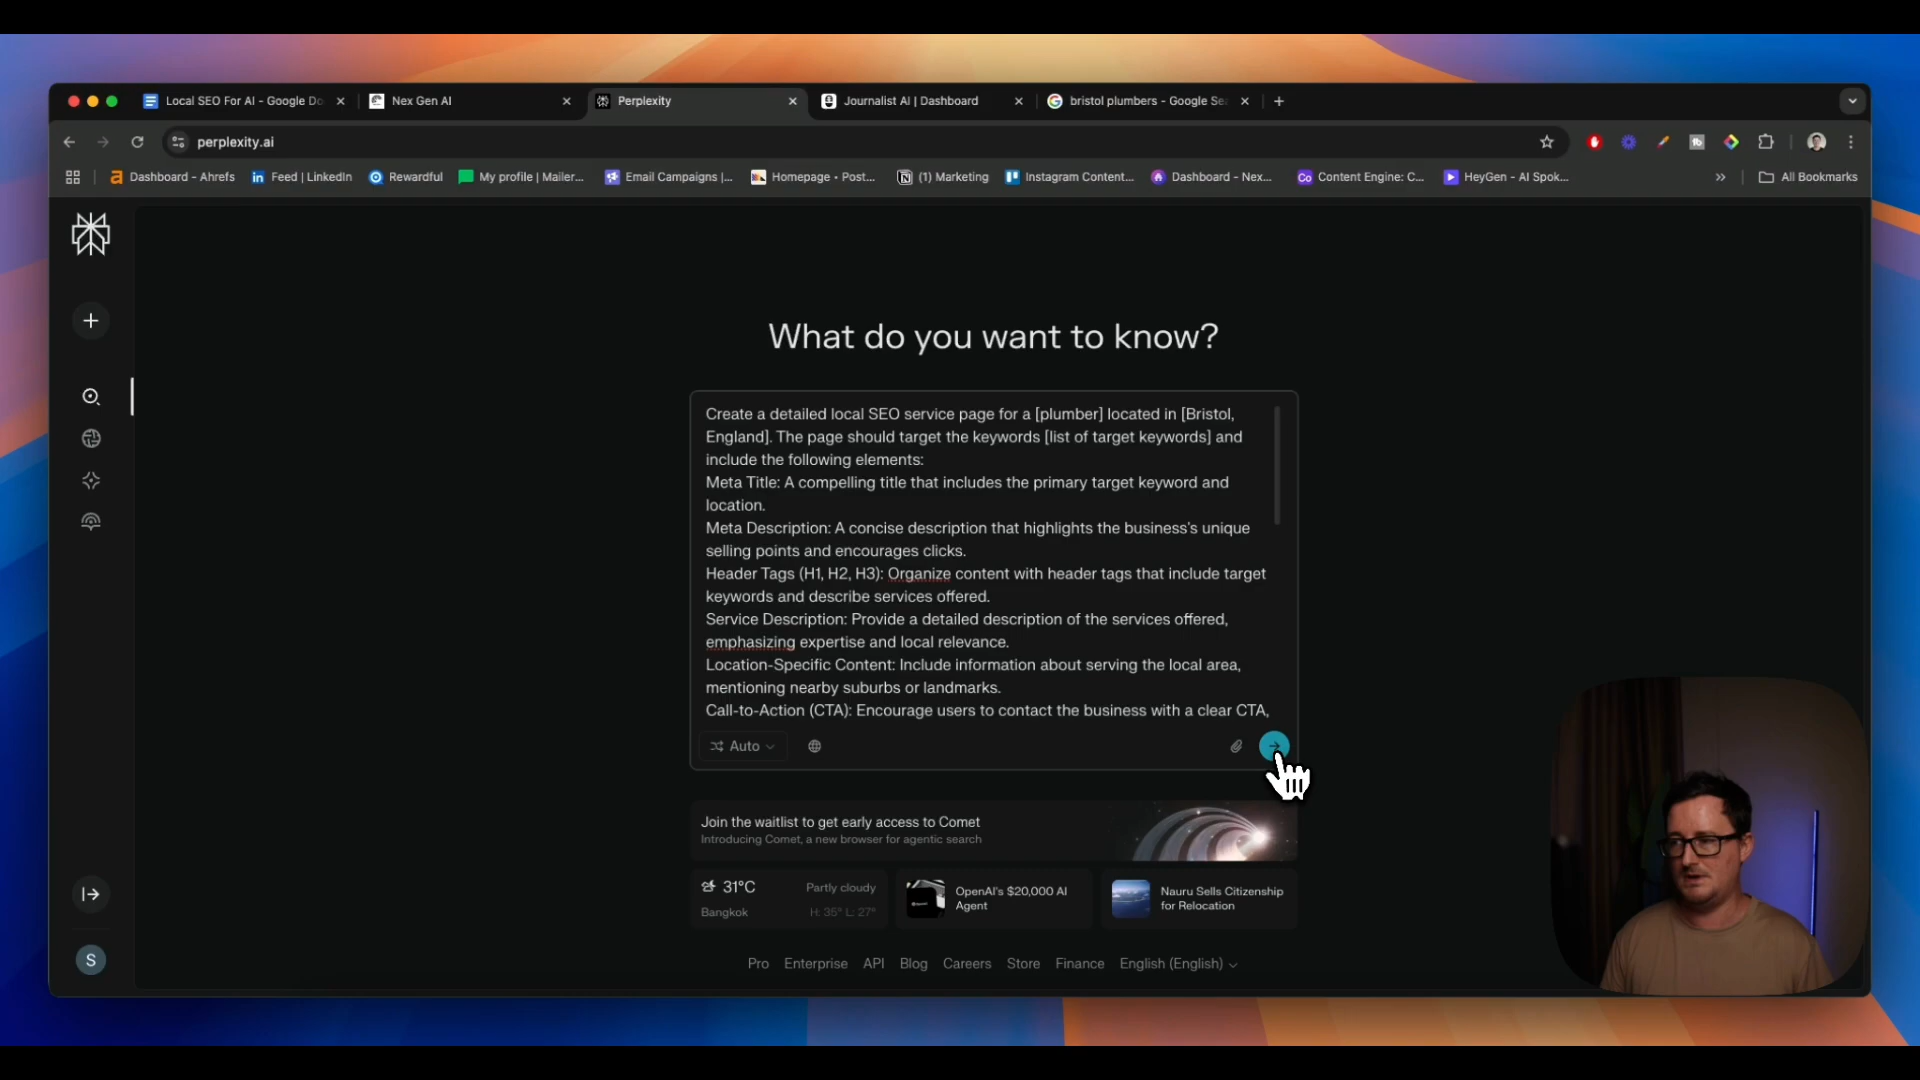 Local SEO For AI - Google Do
Nex Gen AI
Perplexity
Journalist AI | Dashboard
bristol plumbers - Google Se
perplexity.ai
Dashboard - Ahrefs
Feed | LinkedIn
Rewardful
My profile | Mailer...
Email Campaigns |...
Homepage • Post...
(1) Marketing
Instagram Content...
Dashboard - Nex...
Co Content Engine: C...
HeyGen - AI Spok...
All Bookmarks
What do you want to know?
Create a detailed local SEO service page for a [plumber] located in [Bristol,
England]. The page should target the keywords [list of target keywords] and
include the following elements:
Meta Title: A compelling title that includes the primary target keyword and
location.
Meta Description: A concise description that highlights the business's unique
selling points and encourages clicks.
Header Tags (H1, H2, H3): Organize content with header tags that include target
keywords and describe services offered.
Service Description: Provide a detailed description of the services offered,
emphasizing expertise and local relevance.
Location-Specific Content: Include information about serving the local area,
mentioning nearby suburbs or landmarks.
Call-to-Action (CTA): Encourage users to contact the business with a clear CTA,
Auto
Join the waitlist to get early access to Comet
Introducing Comet, a new browser for agentic search
31°C
Partly cloudy
Bangkok
H: 35° L: 27°
OpenAI's $20,000 AI
Agent
Nauru Sells Citizenship
for Relocation
S
Pro Enterprise API Blog Careers Store Finance English (English)